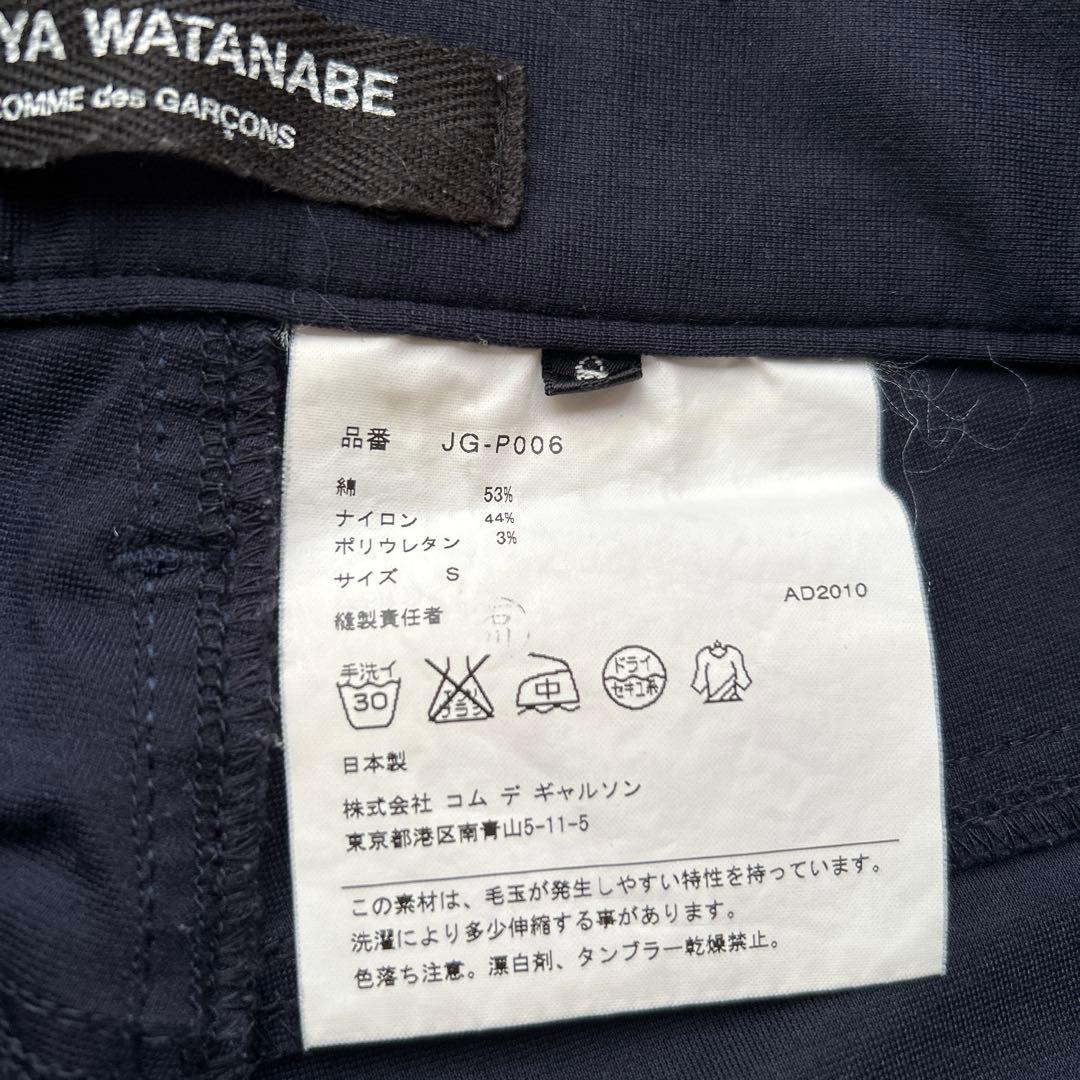 YA WATANABE
COMME des GARÇONS
品番 JG-P006
綿 53%
ナイロン 44%
ポリウレタン 3%
サイズ S
AD2010
縫製責任者
手洗イ
30
中
ドライ
セキユ系
日本製
株式会社 コム デ ギャルソン
東京都港区南青山5-11-5
この素材は、毛玉が発生しやすい特性を持っています。
洗濯により多少伸縮する事があります。
色落ち注意。漂白剤、タンブラー乾燥禁止。